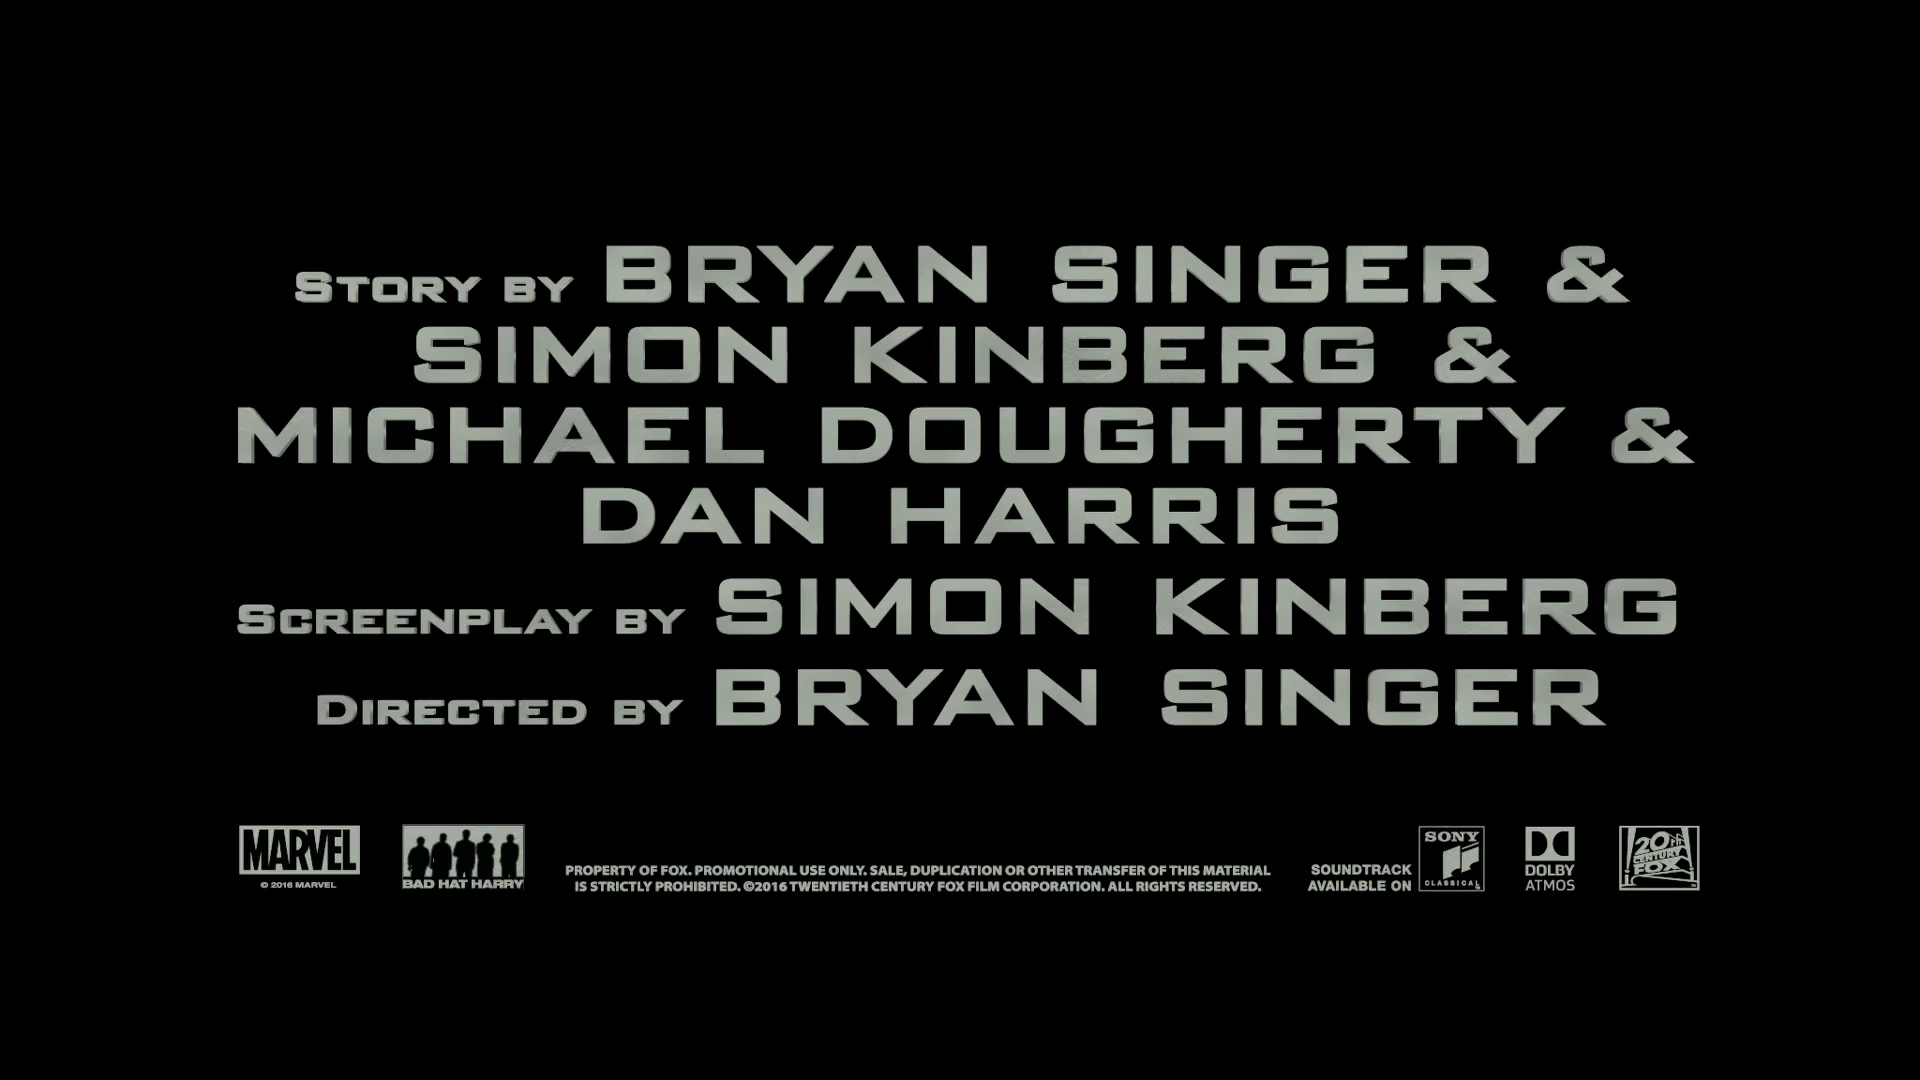 STORY BY BRYAN SINGER &
SIMON KINBERG &
MICHAEL DOUGHERTY &
DAN HARRIS
SCREENPLAY BY SIMON KINBERG
DIRECTED BY BRYAN SINGER
MARVEL
© 2016 MARVEL
BAD HAT HARRY
PROPERTY OF FOX. PROMOTIONAL USE ONLY. SALE, DUPLICATION OR OTHER TRANSFER OF THIS MATERIAL
IS STRICTLY PROHIBITED. ©2016 TWENTIETH CENTURY FOX FILM CORPORATION. ALL RIGHTS RESERVED.
SOUNDTRACK
AVAILABLE ON
SONY
CLASSICAL
DOLBY
ATMOS
20th
CENTURY
FOX